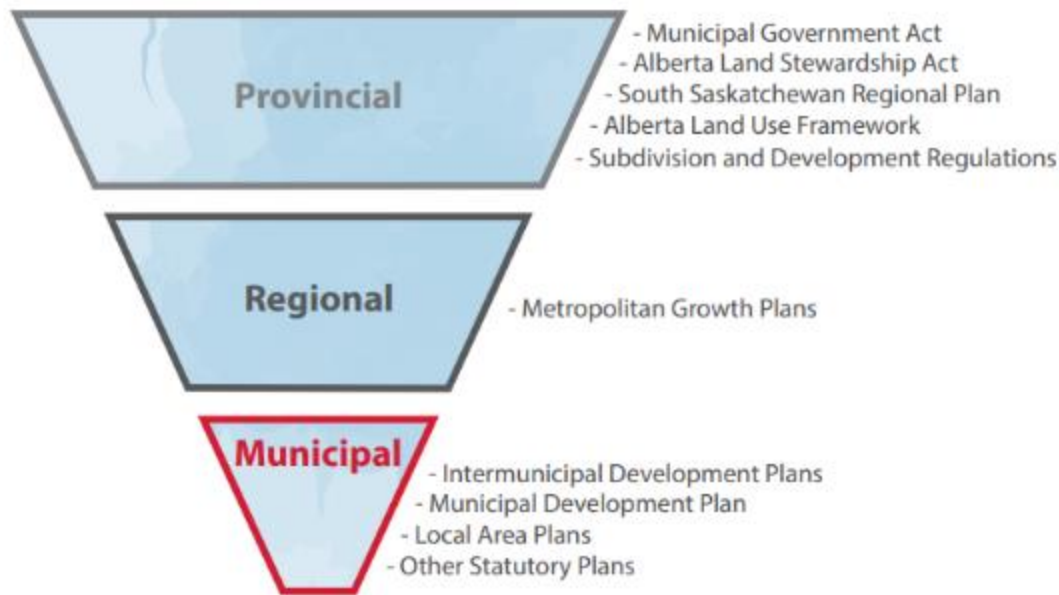 Provincial
- Municipal Government Act
- Alberta Land Stewardship Act
- South Saskatchewan Regional Plan
- Alberta Land Use Framework
- Subdivision and Development Regulations
Regional
- Metropolitan Growth Plans
Municipal
- Intermunicipal Development Plans
- Municipal Development Plan
- Local Area Plans
- Other Statutory Plans